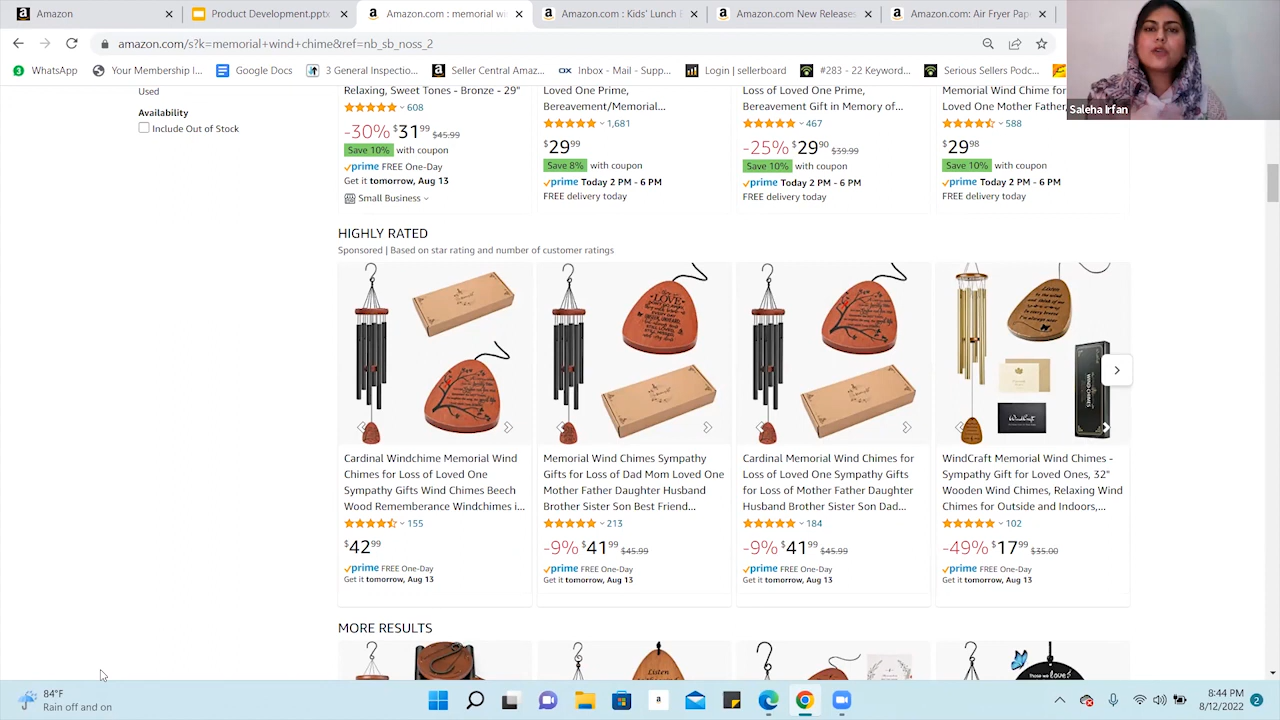 Amazon
Product Development.pptx
Amazon.com : memorial wi
Amazon.com : Kids' Lunch B
Amazon.com New Releases
Amazon.com: Air Fryer Pap
amazon.com/s?k=memorial+wind+chime&ref=nb_sb_noss_2
WhatsApp
Your Membership I...
Google Docs
3 General Inspectio...
Seller Central Amaz...
Inbox - Mail - Supp...
Login | sellerboard
#283 - 22 Keyword...
Serious Sellers Podc...
Saleha Irfan
Used
Availability
Include Out of Stock
Relaxing, Sweet Tones - Bronze - 29"
608
-30% $31 99 $45.99
Save 10% with coupon
prime FREE One-Day
Get it tomorrow, Aug 13
Small Business
Loved One Prime,
Bereavement/Memorial...
1,681
$29 99
Save 8% with coupon
prime Today 2 PM - 6 PM
FREE delivery today
Loss of Loved One Prime,
Bereavement Gift in Memory of...
467
-25% $29 90 $39.99
Save 10% with coupon
prime Today 2 PM - 6 PM
FREE delivery today
Memorial Wind Chime for
Loved One Mother Father
588
$29 98
Save 10% with coupon
prime Today 2 PM - 6 PM
FREE delivery today
HIGHLY RATED
Sponsored | Based on star rating and number of customer ratings
LOVE
Listen
to the wind
and think of me
WIND CHIMES
WindCraft
Cardinal Windchime Memorial Wind
Chimes for Loss of Loved One
Sympathy Gifts Wind Chimes Beech
Wood Rememberance Windchimes i...
155
$42 99
prime FREE One-Day
Get it tomorrow, Aug 13
Memorial Wind Chimes Sympathy
Gifts for Loss of Dad Mom Loved One
Mother Father Daughter Husband
Brother Sister Son Best Friend...
213
-9% $41 99 $45.99
prime FREE One-Day
Get it tomorrow, Aug 13
Cardinal Memorial Wind Chimes for
Loss of Loved One Sympathy Gifts
for Loss of Mother Father Daughter
Husband Brother Sister Son Dad...
184
-9% $41 99 $45.99
prime FREE One-Day
Get it tomorrow, Aug 13
WindCraft Memorial Wind Chimes -
Sympathy Gift for Loved Ones, 32"
Wooden Wind Chimes, Relaxing Wind
Chimes for Outside and Indoors,...
102
-49% $17 99 $35.00
prime FREE One-Day
Get it tomorrow, Aug 13
MORE RESULTS
Listen
84°F
Rain off and on
8:44 PM
8/12/2022
2